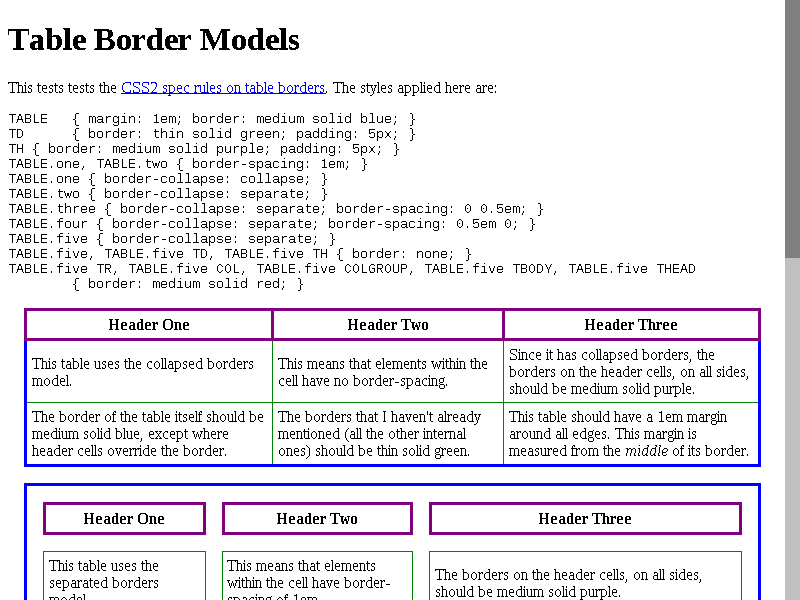 Table Border Models
This tests tests the CSS2 spec rules on table borders. The styles applied here are:
TABLE   { margin: 1em; border: medium solid blue; }
TD      { border: thin solid green; padding: 5px; }
TH { border: medium solid purple; padding: 5px; }
TABLE.one, TABLE.two { border-spacing: 1em; }
TABLE.one { border-collapse: collapse; }
TABLE.two { border-collapse: separate; }
TABLE.three { border-collapse: separate; border-spacing: 0 0.5em; }
TABLE.four { border-collapse: separate; border-spacing: 0.5em 0; }
TABLE.five { border-collapse: separate; }
TABLE.five, TABLE.five TD, TABLE.five TH { border: none; }
TABLE.five TR, TABLE.five COL, TABLE.five COLGROUP, TABLE.five TBODY, TABLE.five THEAD
        { border: medium solid red; }
Header One
Header Two
Header Three
This table uses the collapsed borders
model.
This means that elements within the
cell have no border-spacing.
Since it has collapsed borders, the
borders on the header cells, on all sides,
should be medium solid purple.
The border of the table itself should be
medium solid blue, except where
header cells override the border.
The borders that I haven't already
mentioned (all the other internal
ones) should be thin solid green.
This table should have a 1em margin
around all edges. This margin is
measured from the middle of its border.
Header One
Header Two
Header Three
This table uses the
separated borders
model.
This means that elements
within the cell have border-
spacing of 1em.
The borders on the header cells, on all sides,
should be medium solid purple.